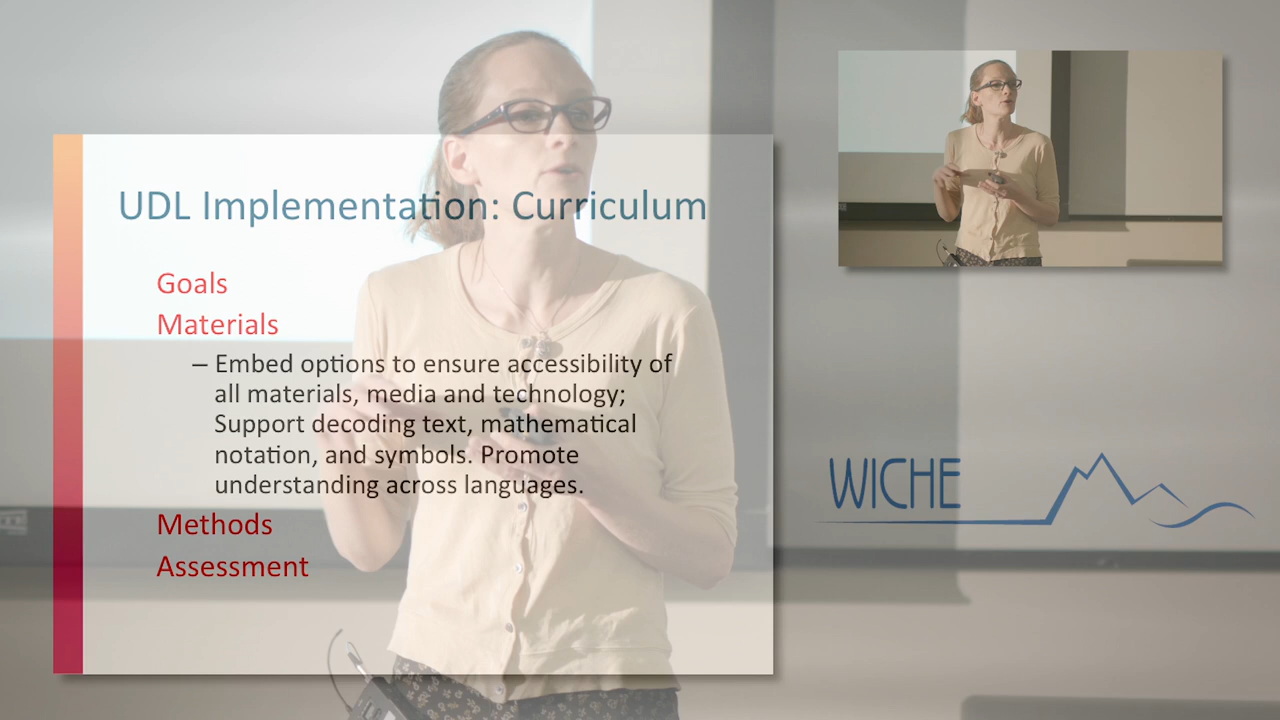 UDL Implementation: Curriculum
Goals
Materials
– Embed options to ensure accessibility of
all materials, media and technology;
Support decoding text, mathematical
notation, and symbols. Promote
understanding across languages.
Methods
Assessment
WICHE